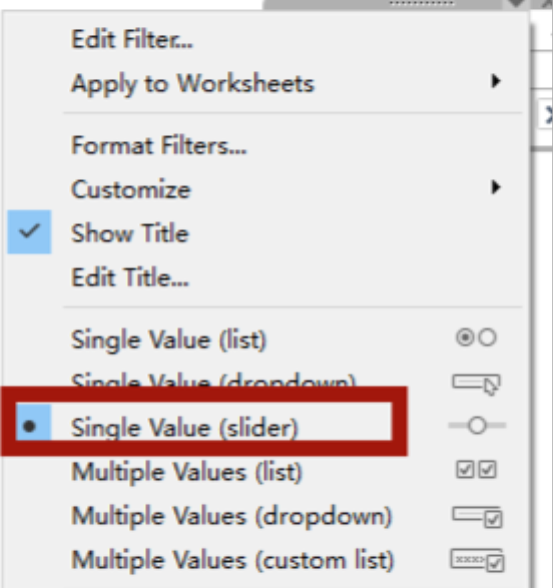 Edit Filter...
Apply to Worksheets
Format Filters...
Customize
Show Title
Edit Title...
Single Value (list)
Single Value (dropdown)
Single Value (slider)
Multiple Values (list)
Multiple Values (dropdown)
Multiple Values (custom list)